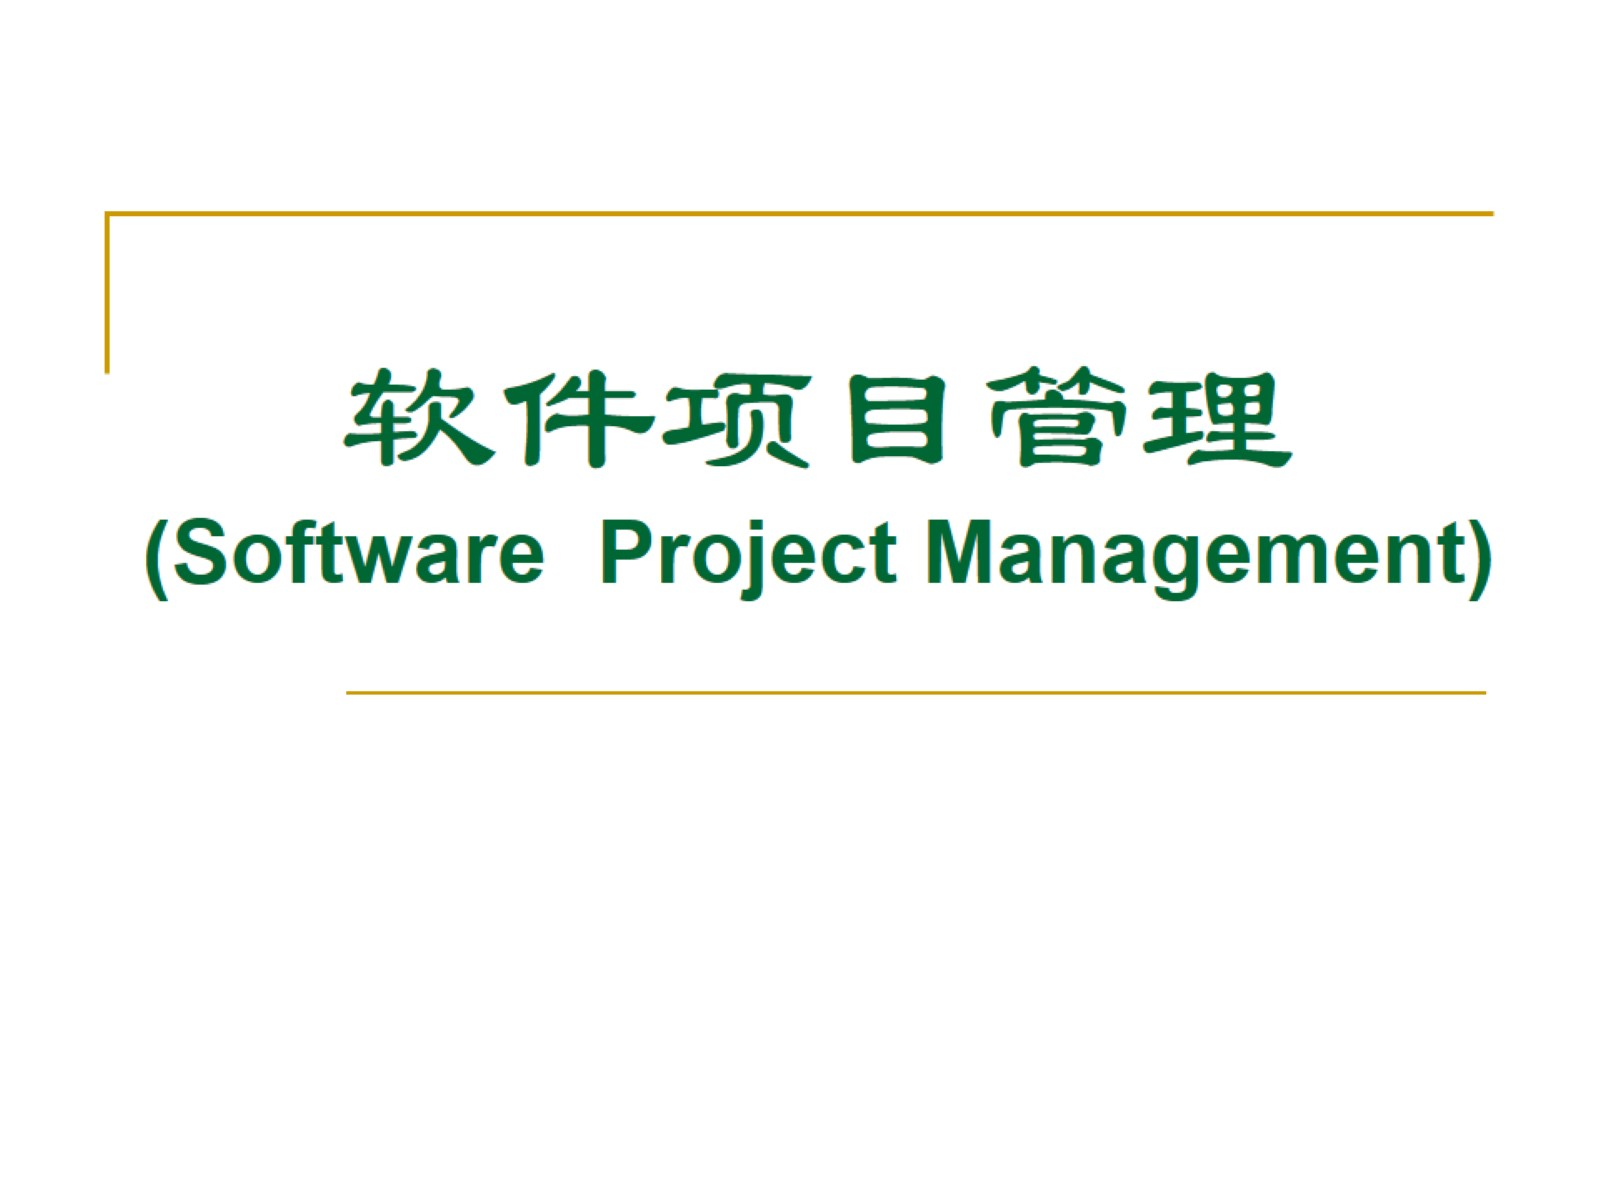 软件项目管理
(Software  Project Management)